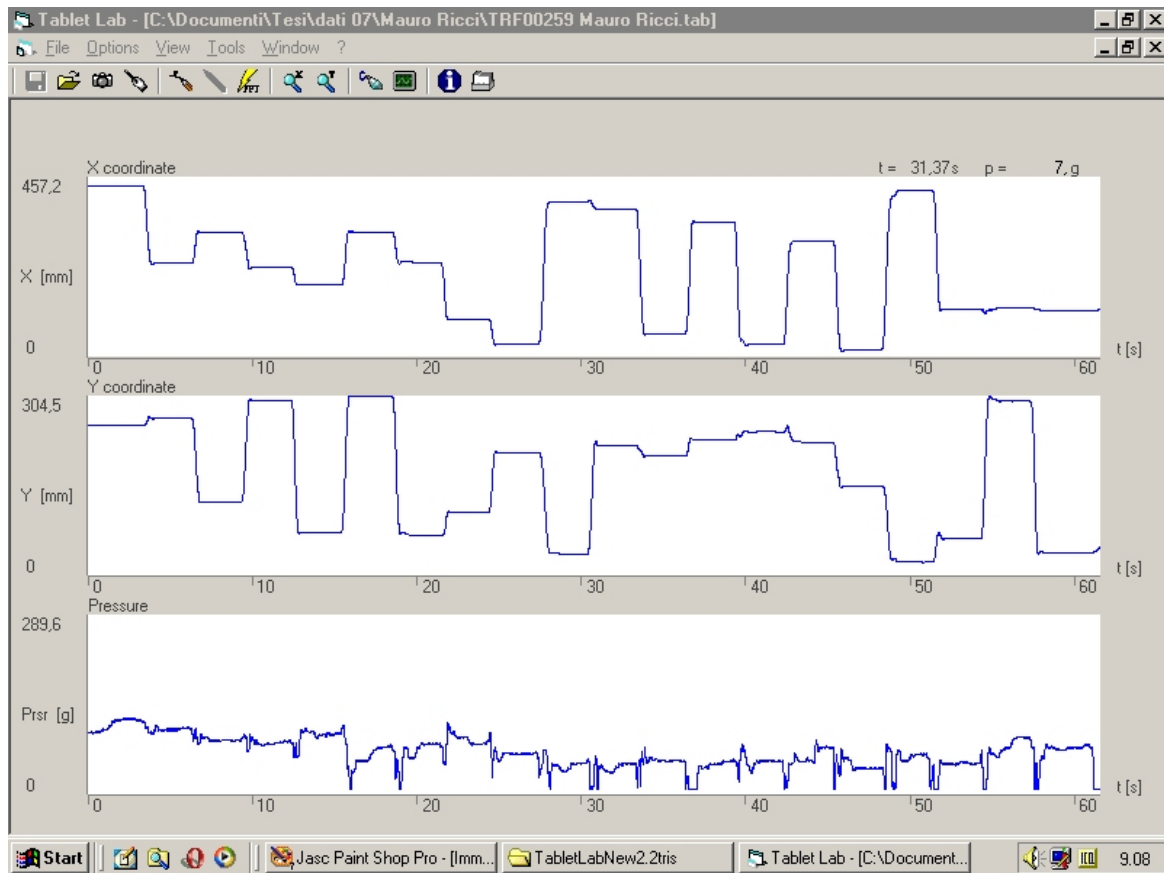 Tablet Lab - [C:\Documenti\Tesi\dati 07\Mauro Ricci\TRF00259 Mauro Ricci.tab]
File Options View Tools Window ?
PPT X T
X coordinate t = 31,37s p = 7, g
457,2
X [mm]
0
0 10 20 30 40 50 60 t [s]
Y coordinate
304,5
Y [mm]
0
0 10 20 30 40 50 60 t [s]
Pressure
289,6
Prsr [g]
0
0 10 20 30 40 50 60 t [s]
Start Jasc Paint Shop Pro - [Imm... TabletLabNew2.2tris Tablet Lab - [C:\Document... ICQ 9.08